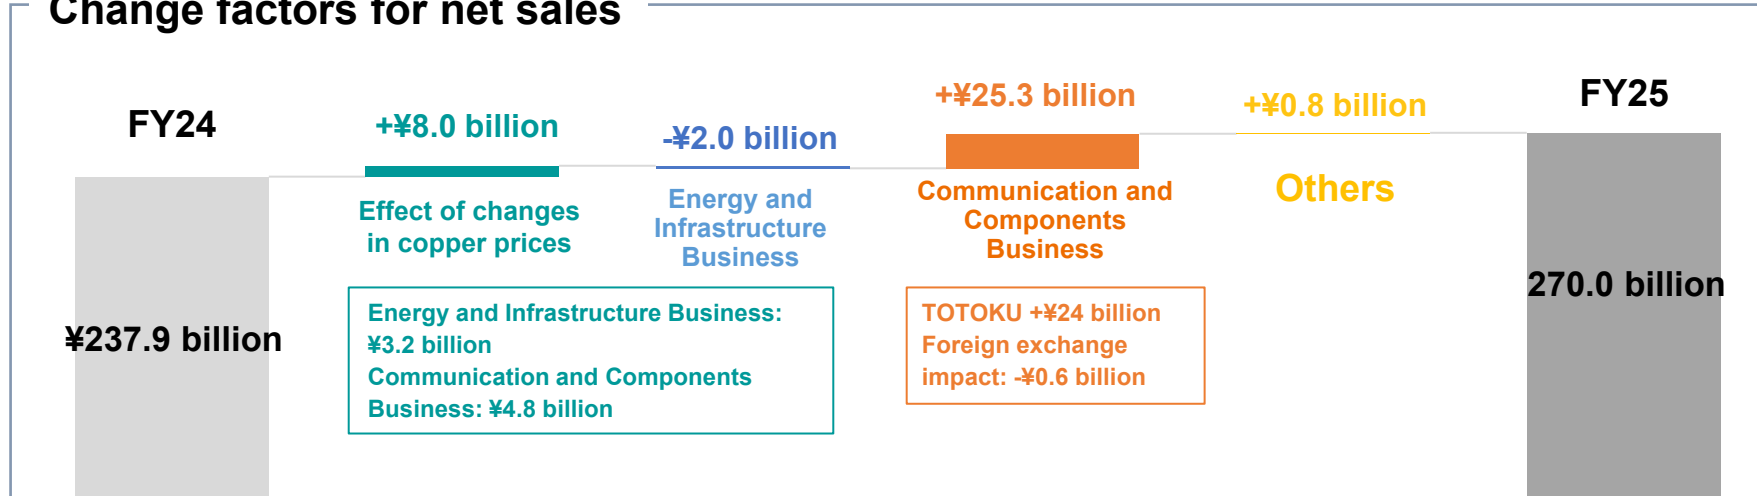 Change factors for net sales
FY24
¥237.9 billion
+¥8.0 billion
Effect of changes
in copper prices
Energy and Infrastructure Business:
¥3.2 billion
Communication and Components
Business: ¥4.8 billion
-¥2.0 billion
Energy and
Infrastructure
Business
+¥25.3 billion
Communication and
Components
Business
TOTOKU +¥24 billion
Foreign exchange
impact: -¥0.6 billion
+¥0.8 billion
Others
FY25
270.0 billion